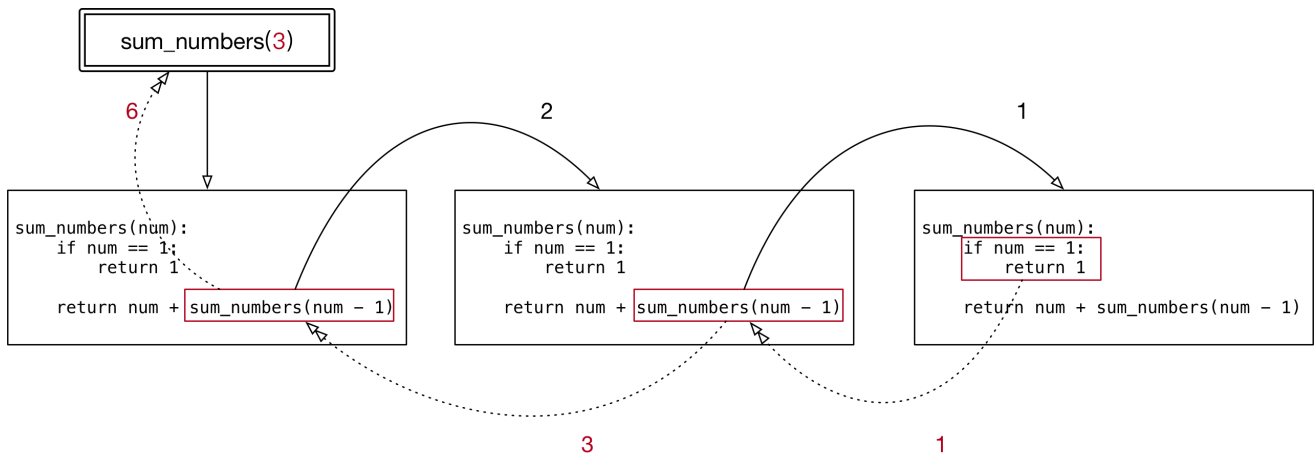 sum_numbers(3)
6
2
1
sum_numbers(num):
    if num == 1:
        return 1
    return num + sum_numbers(num − 1)
sum_numbers(num):
    if num == 1:
        return 1
    return num + sum_numbers(num − 1)
sum_numbers(num):
    if num == 1:
        return 1
    return num + sum_numbers(num − 1)
3
1